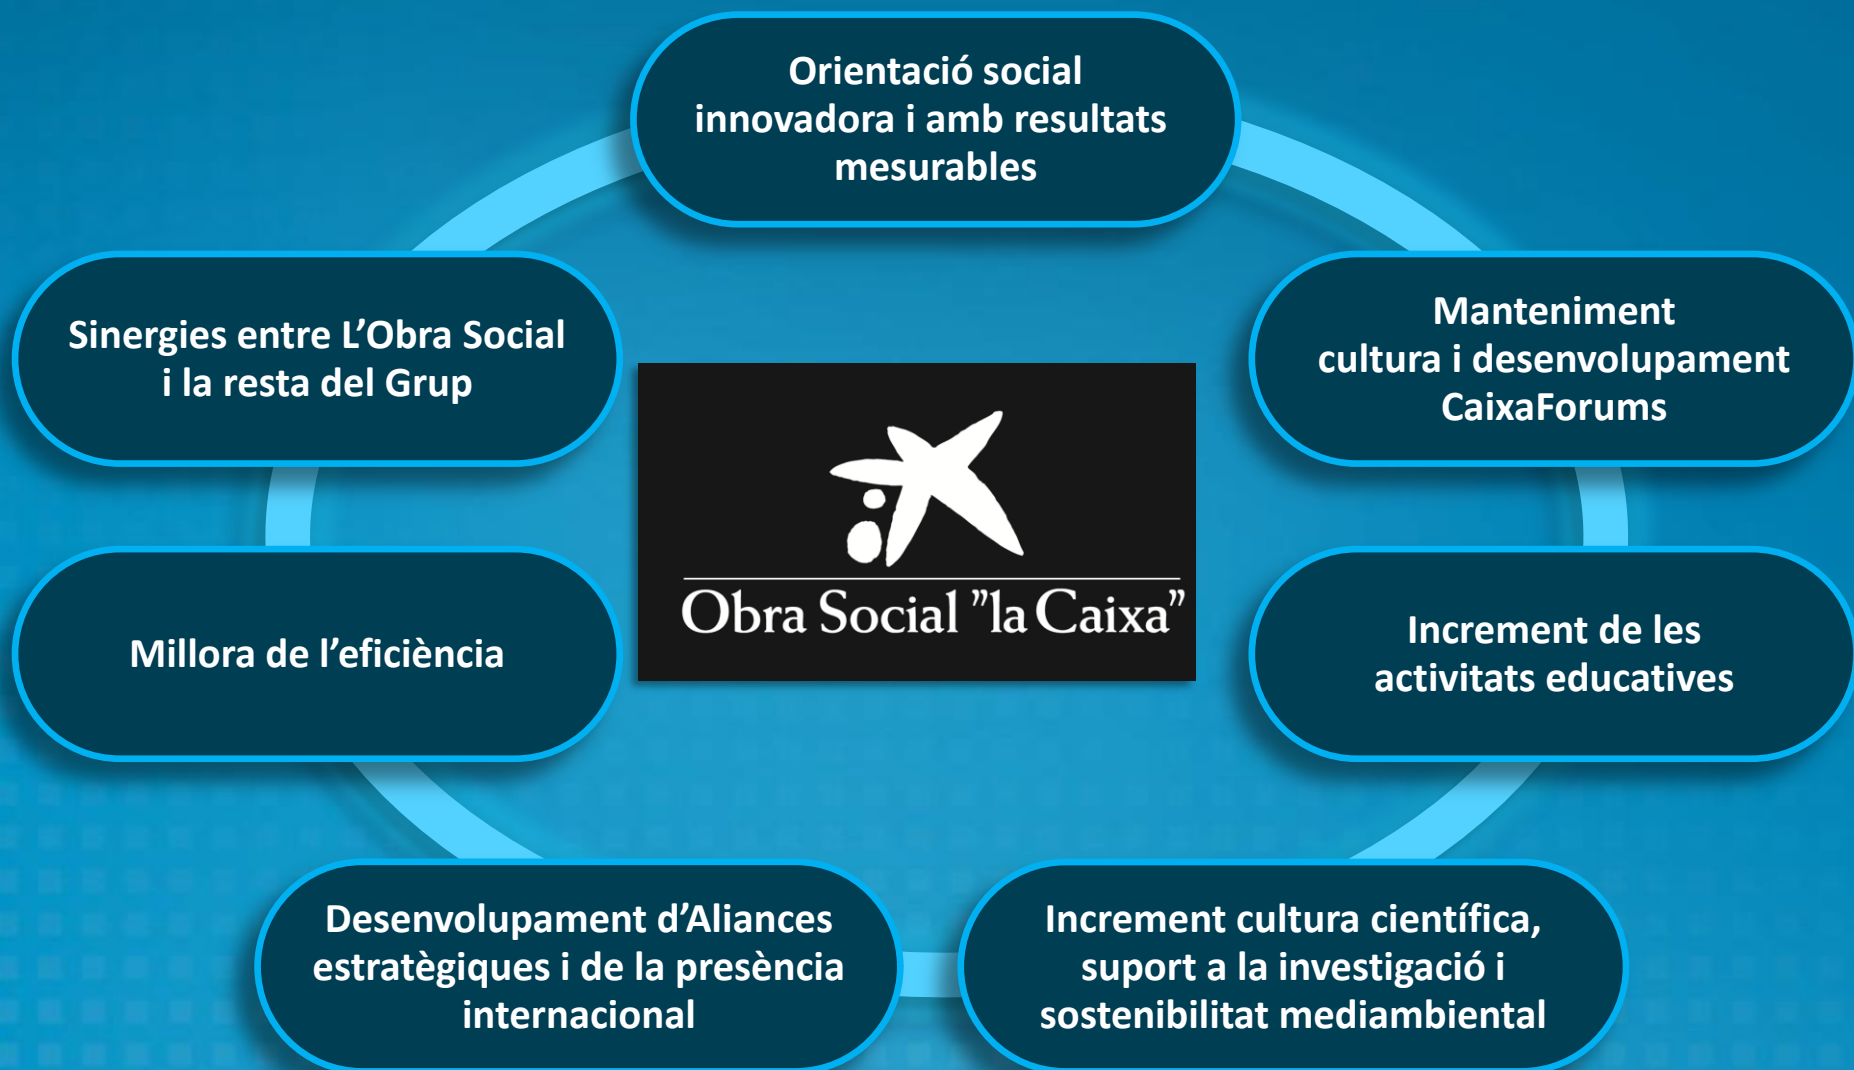 Orientació social
innovadora i amb resultats
mesurables
Sinergies entre L’Obra Social
i la resta del Grup
Manteniment
cultura i desenvolupament
CaixaForums
Obra Social ”la Caixa”
Millora de l’eficiència
Increment de les
activitats educatives
Desenvolupament d’Aliances
estratègiques i de la presència
internacional
Increment cultura científica,
suport a la investigació i
sostenibilitat mediambiental